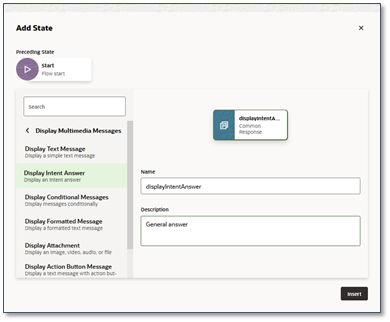 Add State
Preceding State
Start
Flow start
Search
Display Multimedia Messages
Display Text Message
Display a simple text message
Display Intent Answer
Display an intent answer
Display Conditional Messages
Display messages conditionally
Display Formatted Message
Display a formatted text message
Display Attachment
Display an image, video, audio, or file
Display Action Button Message
Display a text message with action but-
displayIntentA...
Common
Response
Name
displayIntentAnswer
Description
General answer
Insert